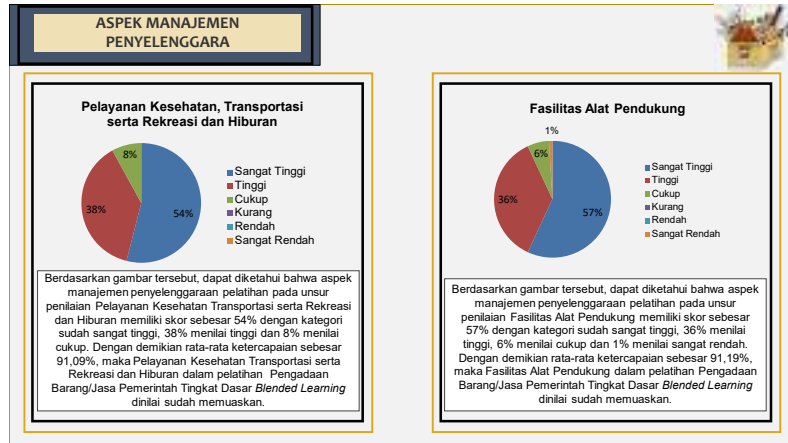 ASPEK MANAJEMEN
PENYELENGGARA
Pelayanan Kesehatan, Transportasi
serta Rekreasi dan Hiburan
8%
38%
54%
Sangat Tinggi
Tinggi
Cukup
Kurang
Rendah
Sangat Rendah
Berdasarkan gambar tersebut, dapat diketahui bahwa aspek
manajemen penyelenggaraan pelatihan pada unsur
penilaian Pelayanan Kesehatan Transportasi serta Rekreasi
dan Hiburan memiliki skor sebesar 54% dengan kategori
sudah sangat tinggi, 38% menilai tinggi dan 8% menilai
cukup. Dengan demikian rata-rata ketercapaian sebesar
91,09%, maka Pelayanan Kesehatan Transportasi serta
Rekreasi dan Hiburan dalam pelatihan Pengadaan
Barang/Jasa Pemerintah Tingkat Dasar Blended Learning
dinilai sudah memuaskan.
Fasilitas Alat Pendukung
1%
6%
36%
57%
Sangat Tinggi
Tinggi
Cukup
Kurang
Rendah
Sangat Rendah
Berdasarkan gambar tersebut, dapat diketahui bahwa aspek
manajemen penyelenggaraan pelatihan pada unsur
penilaian Fasilitas Alat Pendukung memiliki skor sebesar
57% dengan kategori sudah sangat tinggi, 36% menilai
tinggi, 6% menilai cukup dan 1% menilai sangat rendah.
Dengan demikian rata-rata ketercapaian sebesar 91,19%,
maka Fasilitas Alat Pendukung dalam pelatihan Pengadaan
Barang/Jasa Pemerintah Tingkat Dasar Blended Learning
dinilai sudah memuaskan.